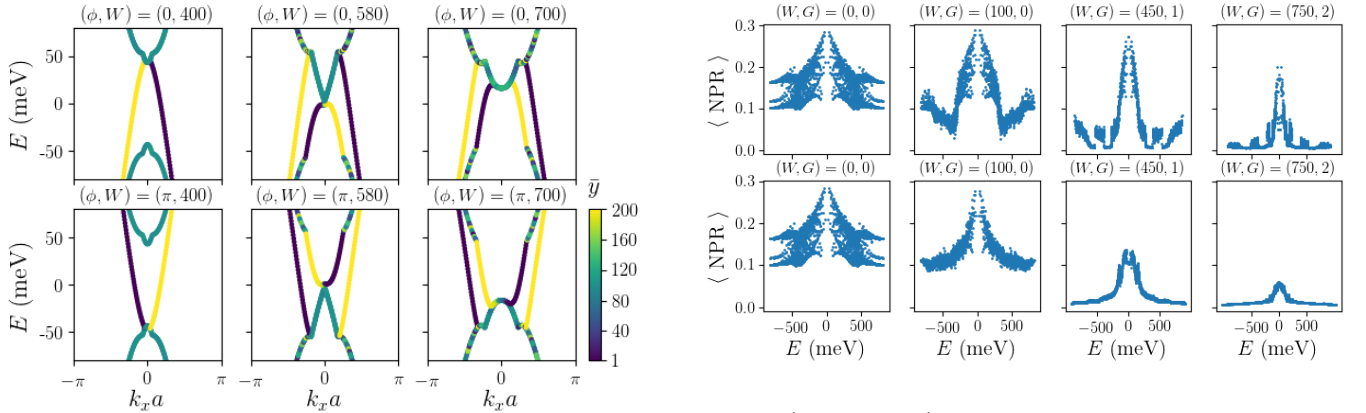 (ϕ, W) = (0, 400) (ϕ, W) = (0, 580) (ϕ, W) = (0, 700)
E (meV)
50
0
-50
(ϕ, W) = (π, 400) (ϕ, W) = (π, 580) (ϕ, W) = (π, 700)
E (meV)
50
0
-50
−π 0 π
k_x a
−π 0 π
k_x a
−π 0 π
k_x a
ȳ
200
160
120
80
40
1
(W, G) = (0, 0) (W, G) = (100, 0) (W, G) = (450, 1) (W, G) = (750, 2)
⟨ NPR ⟩
0.3
0.2
0.1
0.0
(W, G) = (0, 0) (W, G) = (100, 0) (W, G) = (450, 1) (W, G) = (750, 2)
⟨ NPR ⟩
0.3
0.2
0.1
0.0
−500 0 500
E (meV)
−500 0 500
E (meV)
−500 0 500
E (meV)
−500 0 500
E (meV)